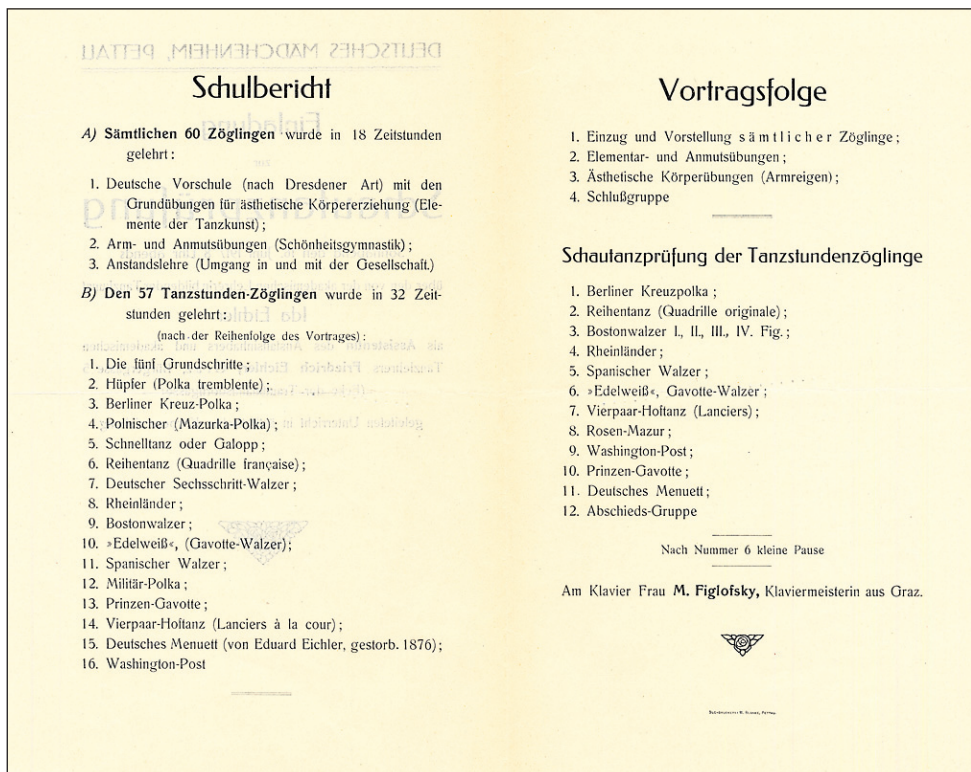 Schulbericht
A) Sämtlichen 60 Zöglingen wurde in 18 Zeitstunden
gelehrt:
1. Deutsche Vorschule (nach Dresdener Art) mit den
Grundübungen für ästhetische Körpererziehung (Ele-
mente der Tanzkunst);
2. Arm- und Anmutsübungen (Schönheitsgymnastik);
3. Anstandslehre (Umgang in und mit der Gesellschaft.)
B) Den 57 Tanzstunden-Zöglingen wurde in 32 Zeit-
stunden gelehrt:
(nach der Reihenfolge des Vortrages):
1. Die fünf Grundschritte;
2. Hüpfer (Polka tremblente);
3. Berliner Kreuz-Polka;
4. Polnischer (Mazurka-Polka);
5. Schnelltanz oder Galopp;
6. Reihentanz (Quadrille française);
7. Deutscher Sechsschritt-Walzer;
8. Rheinländer;
9. Bostonwalzer;
10. »Edelweiß«, (Gavotte-Walzer);
11. Spanischer Walzer;
12. Militär-Polka;
13. Prinzen-Gavotte;
14. Vierpaar-Hoftanz (Lanciers à la cour);
15. Deutsches Menuett (von Eduard Eichler, gestorb. 1876);
16. Washington-Post
Vortragsfolge
1. Einzug und Vorstellung sämtlicher Zöglinge;
2. Elementar- und Anmutsübungen;
3. Ästhetische Körperübungen (Armreigen);
4. Schlußgruppe
Schautanzprüfung der Tanzstundenzöglinge
1. Berliner Kreuzpolka;
2. Reihentanz (Quadrille originale);
3. Bostonwalzer I., II., III., IV. Fig.;
4. Rheinländer;
5. Spanischer Walzer;
6. »Edelweiß«, Gavotte-Walzer;
7. Vierpaar-Hoftanz (Lanciers);
8. Rosen-Mazur;
9. Washington-Post;
10. Prinzen-Gavotte;
11. Deutsches Menuett;
12. Abschieds-Gruppe
Nach Nummer 6 kleine Pause
Am Klavier Frau M. Figlofsky, Klaviermeisterin aus Graz.